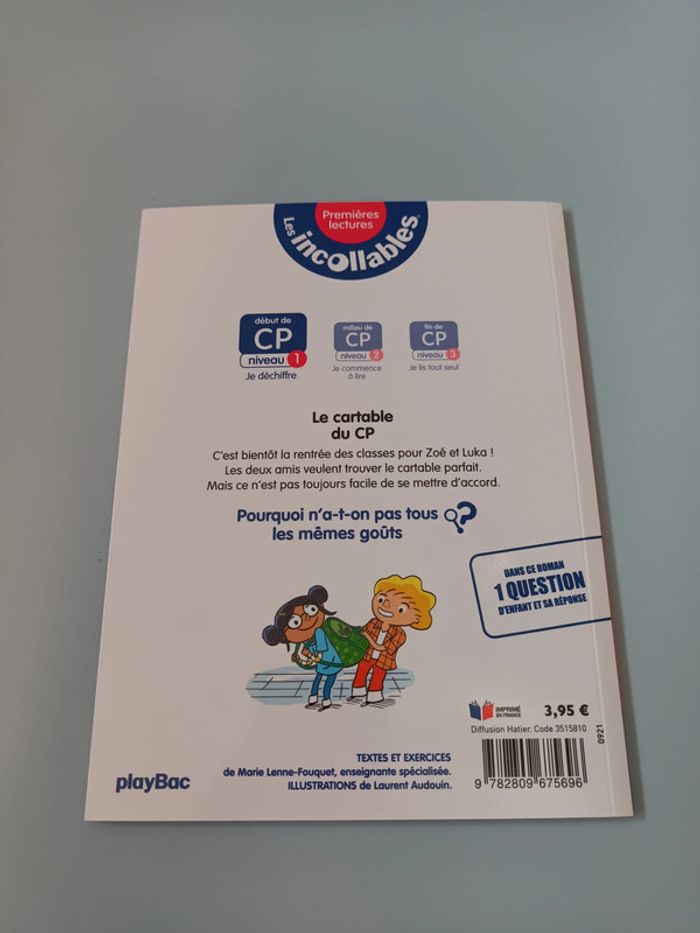 Premières
lectures
Les incollables®
début de
CP
niveau 1
Je déchiffre
milieu de
CP
niveau 2
Je commence
à lire
fin de
CP
niveau 3
Je lis tout seul
Le cartable
du CP
C'est bientôt la rentrée des classes pour Zoé et Luka !
Les deux amis veulent trouver le cartable parfait.
Mais ce n'est pas toujours facile de se mettre d'accord.
Pourquoi n'a-t-on pas tous
les mêmes goûts ?
DANS CE ROMAN
1 QUESTION
D'ENFANT ET SA RÉPONSE
IMPRIMÉ
EN FRANCE
3,95 €
Diffusion Hatier. Code 3515810
0921
9 782809 675696
TEXTES ET EXERCICES
de Marie Lenne-Fouquet, enseignante spécialisée.
ILLUSTRATIONS de Laurent Audouin.
playBac